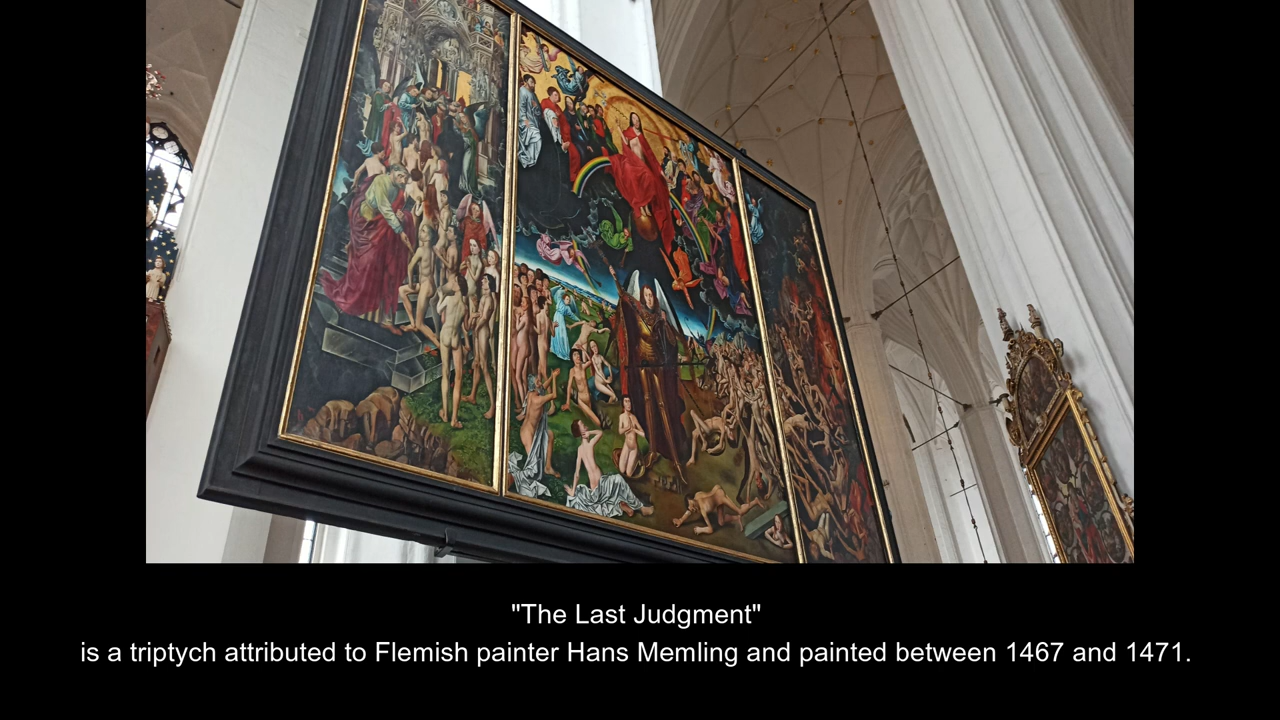 "The Last Judgment"
is a triptych attributed to Flemish painter Hans Memling and painted between 1467 and 1471.